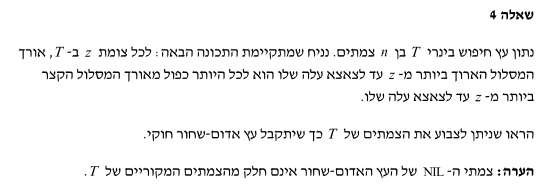 שאלה 4
נתון עץ חיפוש בינרי T בן n צמתים. נניח שמתקיימת התכונה הבאה: לכל צומת z ב- T, אורך
המסלול הארוך ביותר מ- z עד לצאצא עלה שלו הוא לכל היותר כפול מאורך המסלול הקצר
ביותר מ- z עד לצאצא עלה שלו.
הראו שניתן לצבוע את הצמתים של T כך שיתקבל עץ אדום-שחור חוקי.
הערה: צמתי ה- NIL של העץ האדום-שחור אינם חלק מהצמתים המקוריים של T.